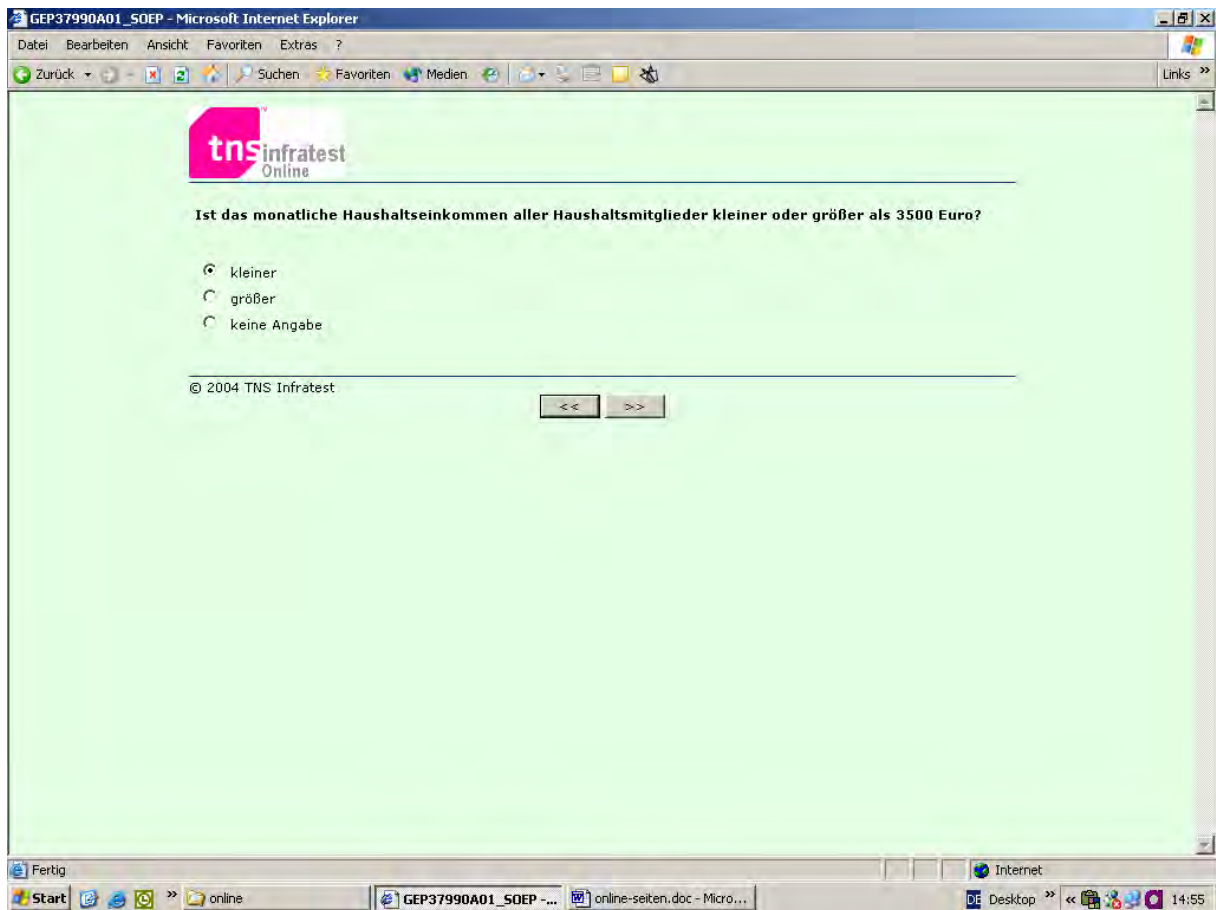 GEP37990A01_SOEP - Microsoft Internet Explorer
Datei Bearbeiten Ansicht Favoriten Extras ?
Zurück Suchen Favoriten Medien Links »
tns infratest
Online
Ist das monatliche Haushaltseinkommen aller Haushaltsmitglieder kleiner oder größer als 3500 Euro?
kleiner
größer
keine Angabe
© 2004 TNS Infratest
<< >>
Fertig Internet
Start » online GEP37990A01_SOEP -... online-seiten.doc - Micro... DE Desktop » « 14:55